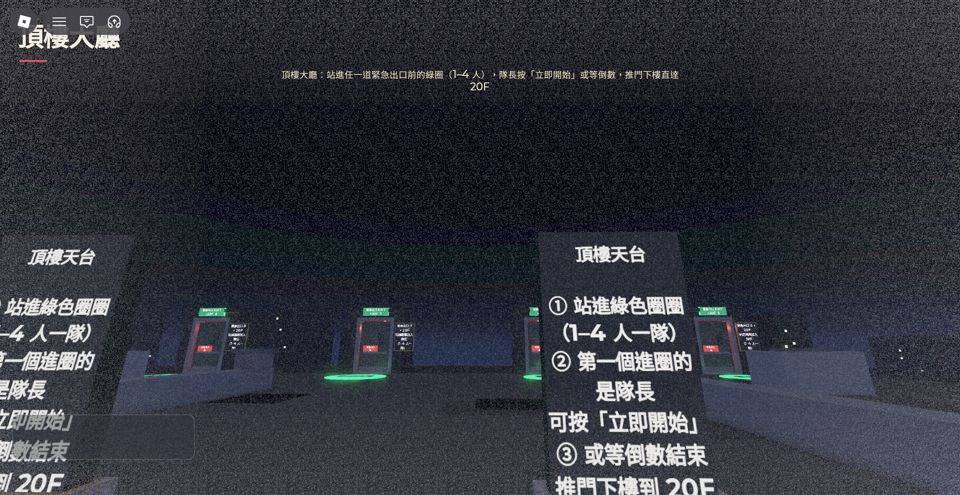 頂樓大廳
頂樓大廳：站進任一道緊急出口前的綠圈（1–4 人），隊長按「立即開始」或等倒數，推門下樓直達
20F
頂樓天台
站進綠色圈圈
–4 人一隊）
第一個進圈的
是隊長
立即開始」
倒數結束
到 20F
頂樓天台
① 站進綠色圈圈
（1–4 人一隊）
② 第一個進圈的
是隊長
可按「立即開始」
③ 或等倒數結束
推門下樓到 20F